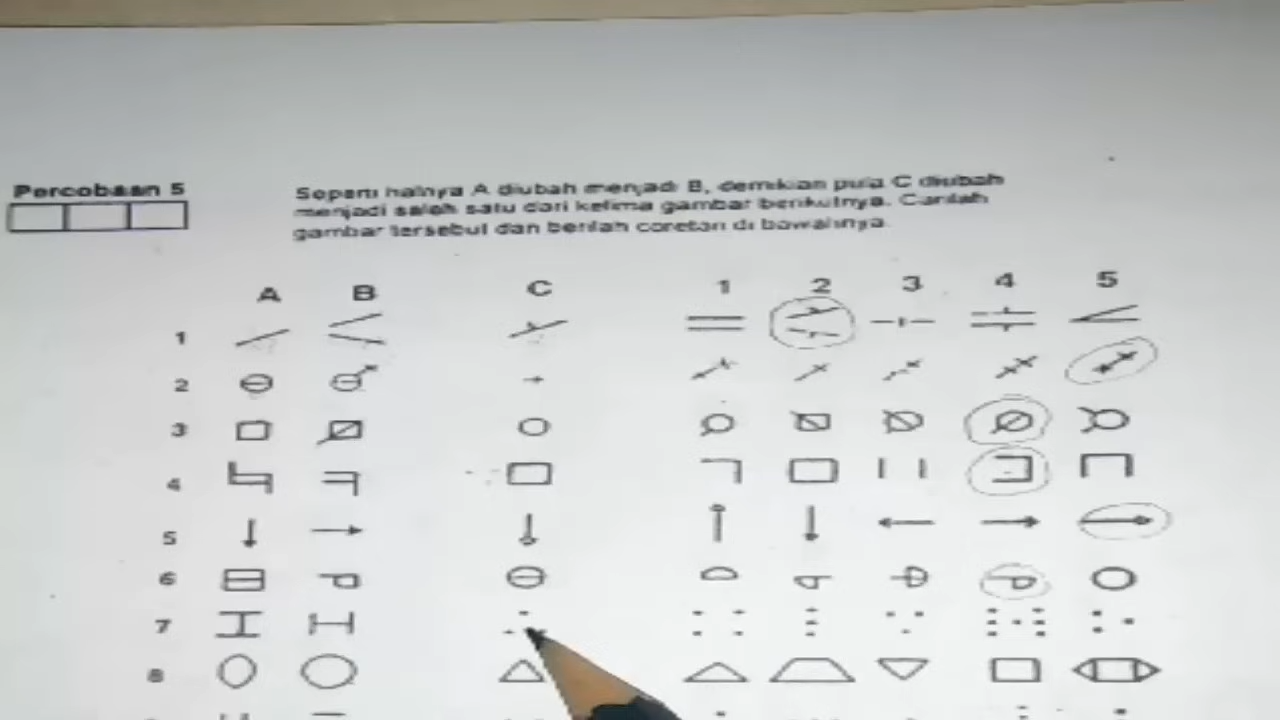 Percobaan 5
Seperti halnya A diubah menjadi B, demikian pula C diubah
menjadi salah satu dari kelima gambar berikutnya. Carilah
gambar tersebut dan berilah coretan di bawahnya
A B C 1 2 3 4 5
1
2
3
4
5
6
7
8